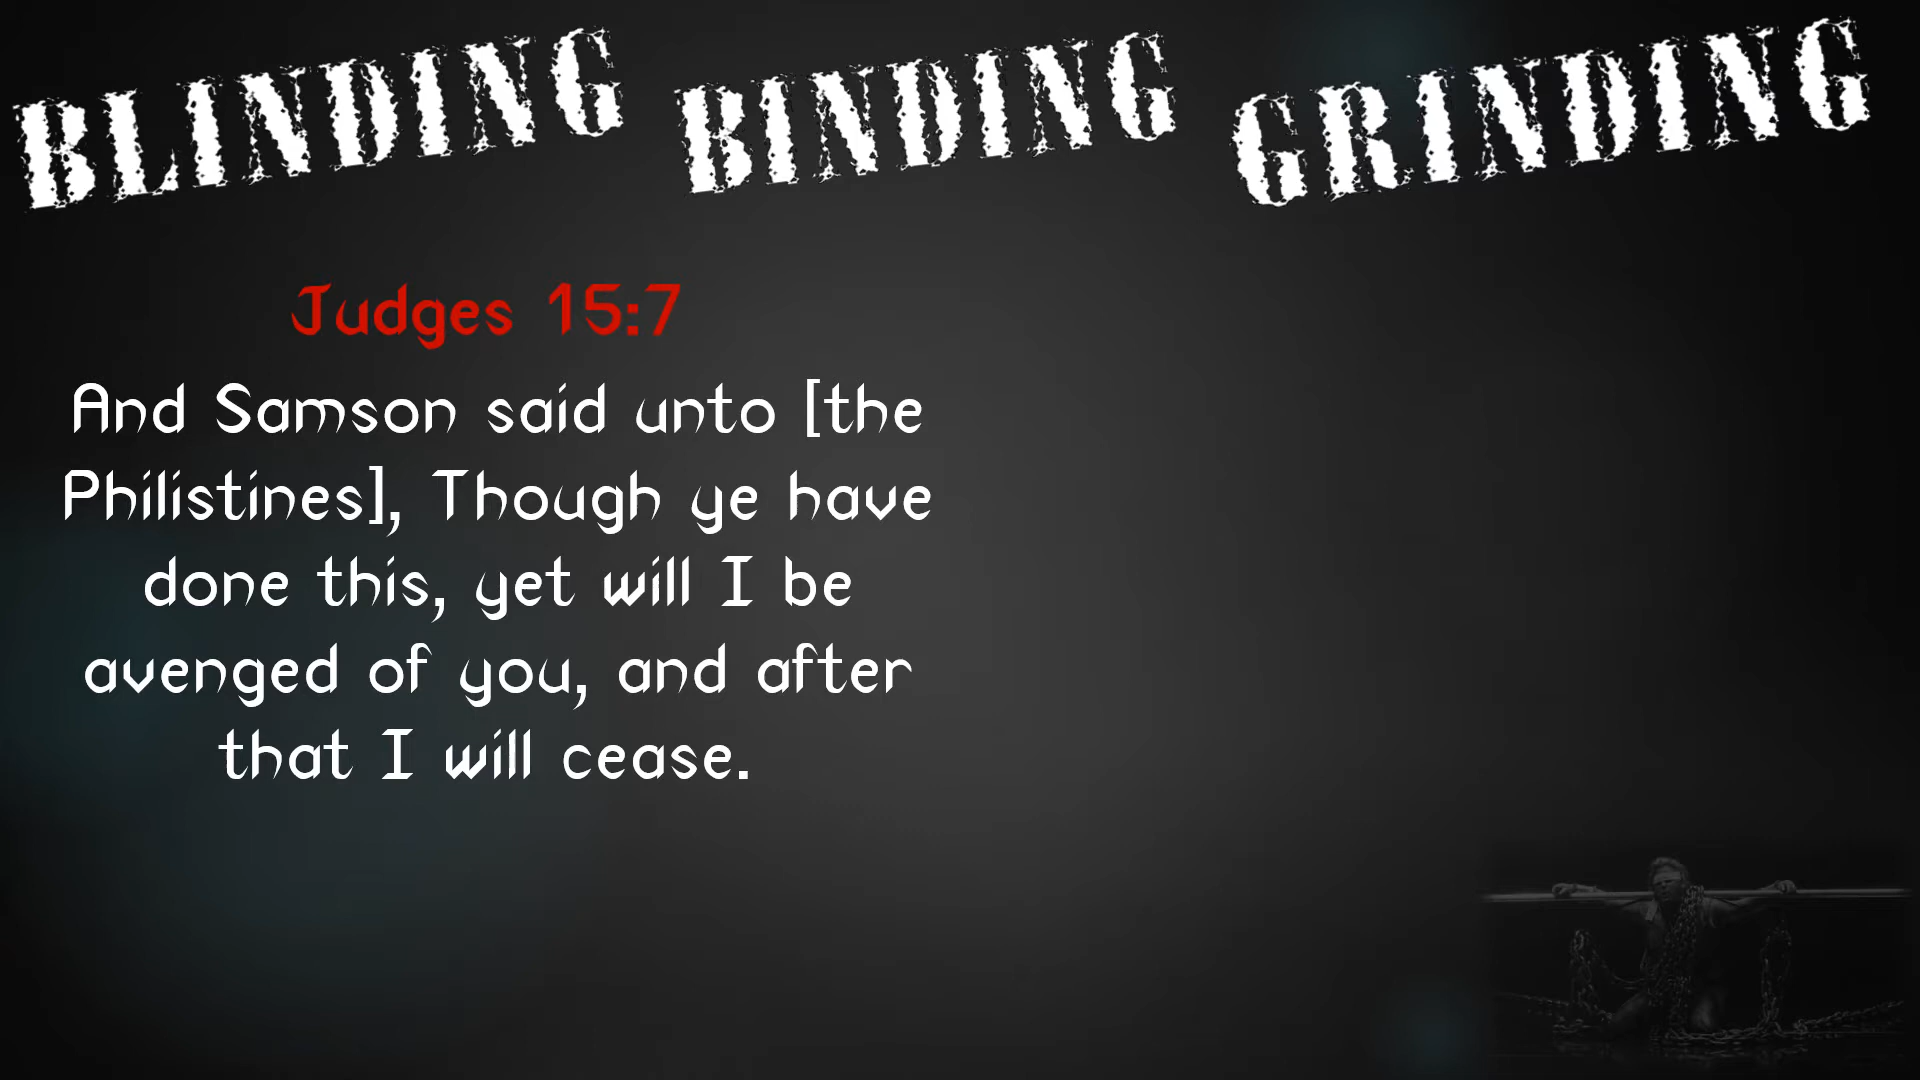 BLINDING BINDING GRINDING
Judges 15:7
And Samson said unto [the
Philistines], Though ye have
done this, yet will I be
avenged of you, and after
that I will cease.